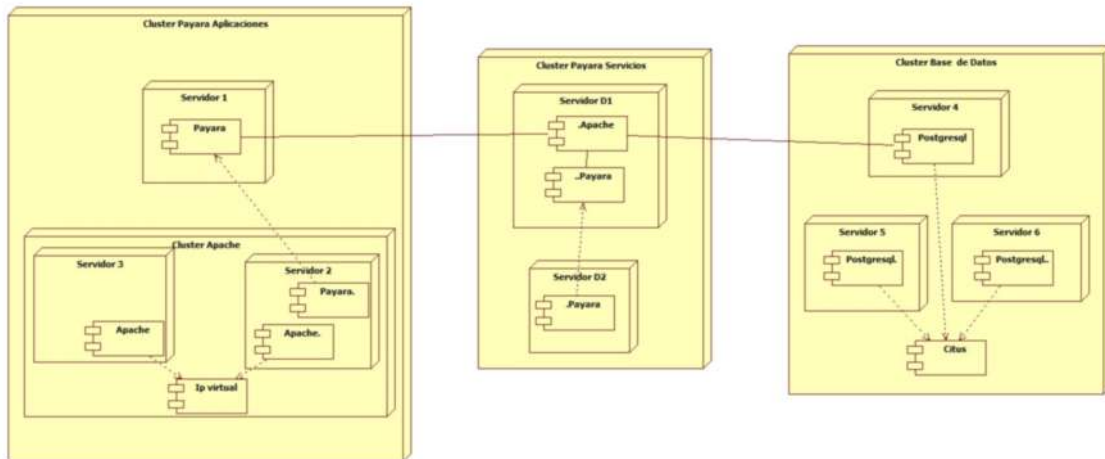 Cluster Payara Aplicaciones
Servidor 1
Payara
Cluster Apache
Servidor 3
Apache
Servidor 2
Payara.
Apache.
Ip virtual
Cluster Payara Servicios
Servidor D1
.Apache
..Payara
Servidor D2
.Payara
Cluster Base de Datos
Servidor 4
Postgresql
Servidor 5
Postgresql.
Servidor 6
Postgresql..
Citus